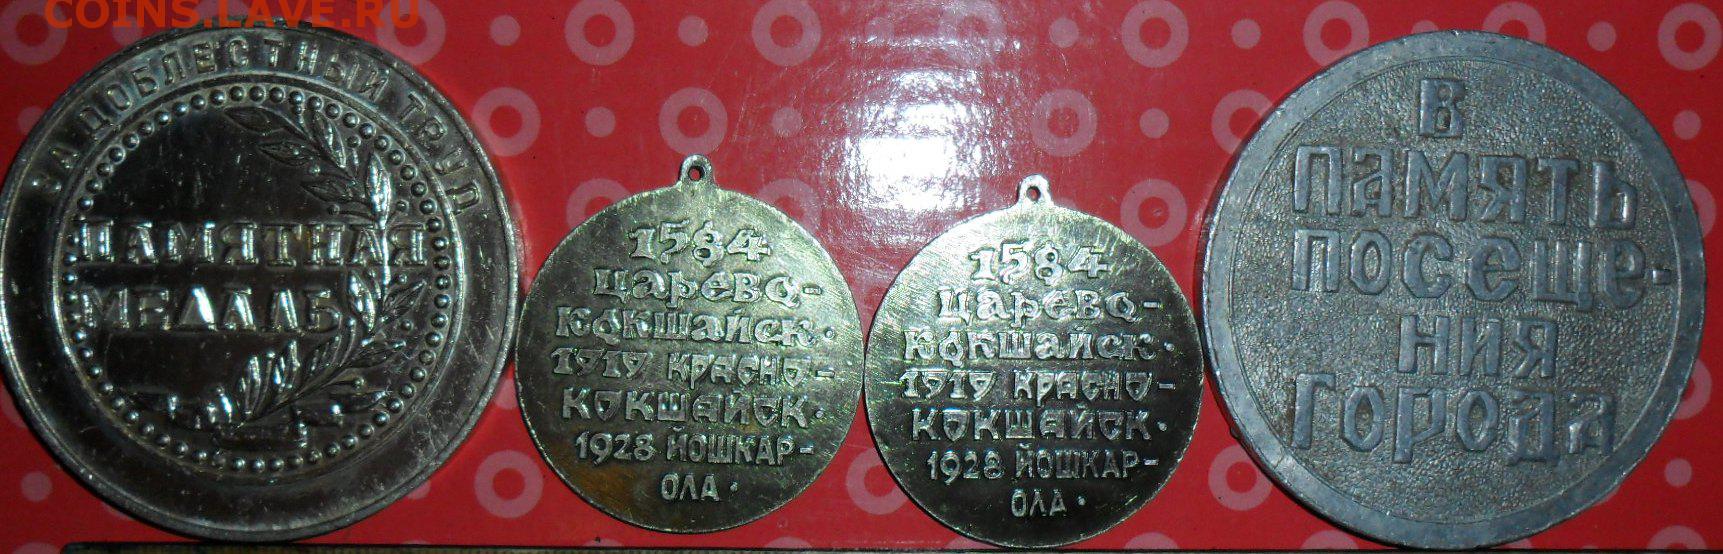 COINS.LAVE.RU
ЗА ДОБЛЕСТНЫЙ ТРУД
ПАМЯТНАЯ
МЕДАЛЬ
1584
ЦАРЕВО-
КОКШАЙСК·
1919 КРАСНО-
КОКШАЙСК·
1928 ЙОШКАР-
ОЛА·
1584
ЦАРЕВО-
КОКШАЙСК·
1919 КРАСНО-
КОКШАЙСК·
1928 ЙОШКАР-
ОЛА·
В
ПАМЯТЬ
ПОСЕЩЕ-
НИЯ
ГОРОДА